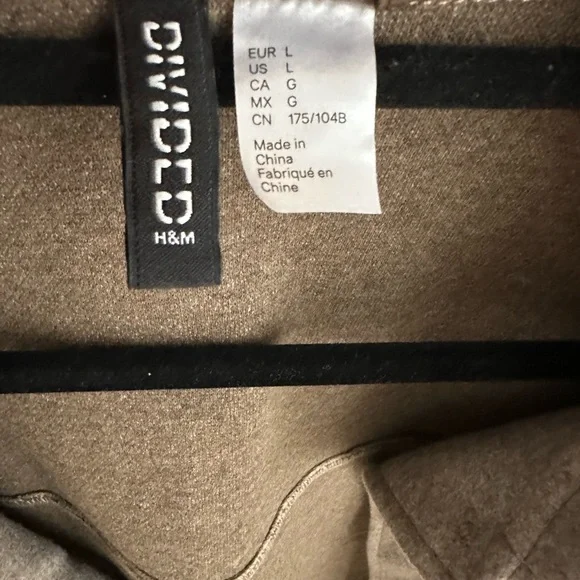 DIVIDED
H&M
EUR L
US L
CA G
MX G
CN 175/104B
Made in
China
Fabriqué en
Chine